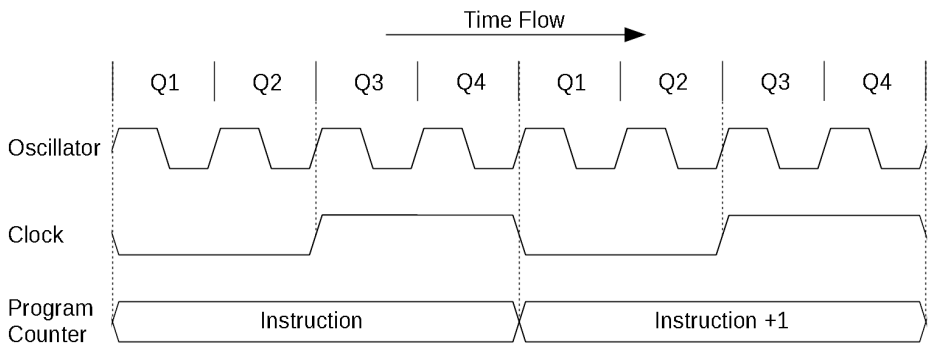 Time Flow
Q1 Q2 Q3 Q4 Q1 Q2 Q3 Q4
Oscillator
Clock
Program
Counter
Instruction Instruction +1